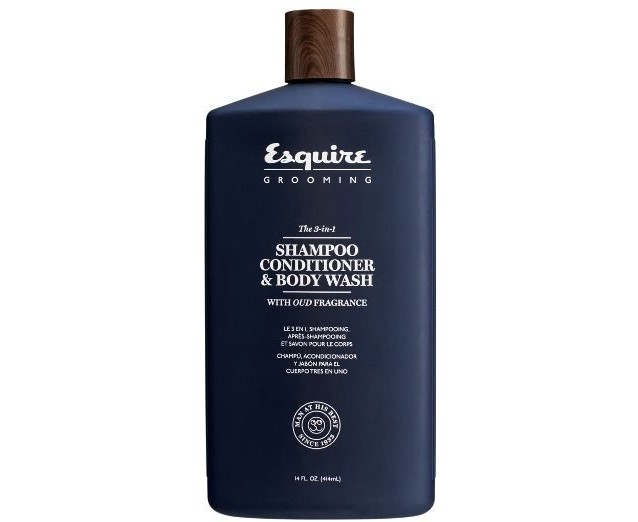 Esquire
GROOMING
The 3-in-1
SHAMPOO
CONDITIONER
& BODY WASH
WITH OUD FRAGRANCE
LE 3 EN 1, SHAMPOOING,
APRÈS-SHAMPOOING
ET SAVON POUR LE CORPS
CHAMPÚ, ACONDICIONADOR
Y JABÓN PARA EL
CUERPO TRES EN UNO
MAN AT HIS BEST
SINCE 1933
14 FL. OZ. (414mL)